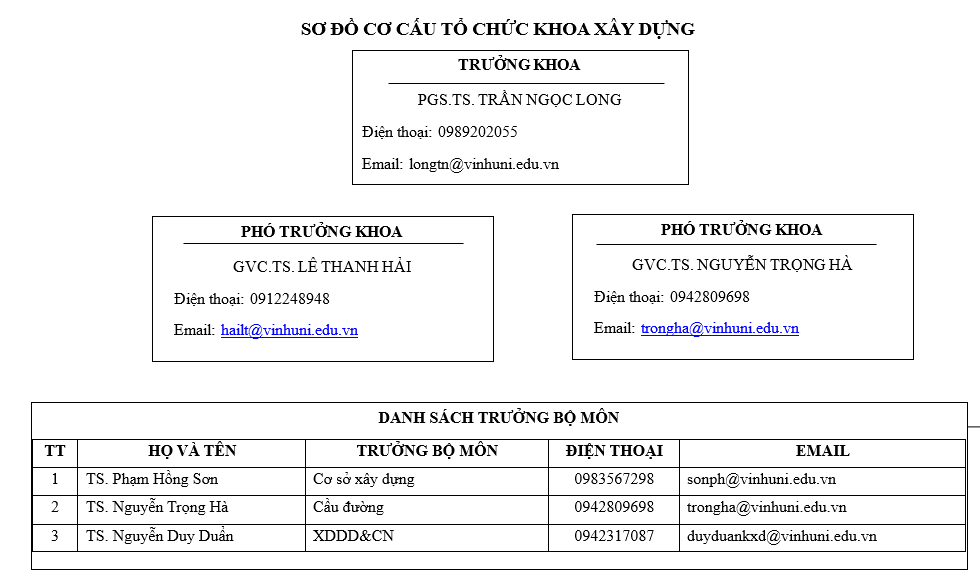 SƠ ĐỒ CƠ CẤU TỔ CHỨC KHOA XÂY DỰNG
TRƯỞNG KHOA
PGS.TS. TRẦN NGỌC LONG
Điện thoại: 0989202055
Email: longtn@vinhuni.edu.vn
PHÓ TRƯỞNG KHOA
GVC.TS. LÊ THANH HẢI
Điện thoại: 0912248948
Email: hailt@vinhuni.edu.vn
PHÓ TRƯỞNG KHOA
GVC.TS. NGUYỄN TRỌNG HÀ
Điện thoại: 0942809698
Email: trongha@vinhuni.edu.vn
DANH SÁCH TRƯỞNG BỘ MÔN
TT HỌ VÀ TÊN TRƯỞNG BỘ MÔN ĐIỆN THOẠI EMAIL
1 TS. Phạm Hồng Sơn Cơ sở xây dựng 0983567298 sonph@vinhuni.edu.vn
2 TS. Nguyễn Trọng Hà Cầu đường 0942809698 trongha@vinhuni.edu.vn
3 TS. Nguyễn Duy Duẩn XDDD&CN 0942317087 duyduankxd@vinhuni.edu.vn